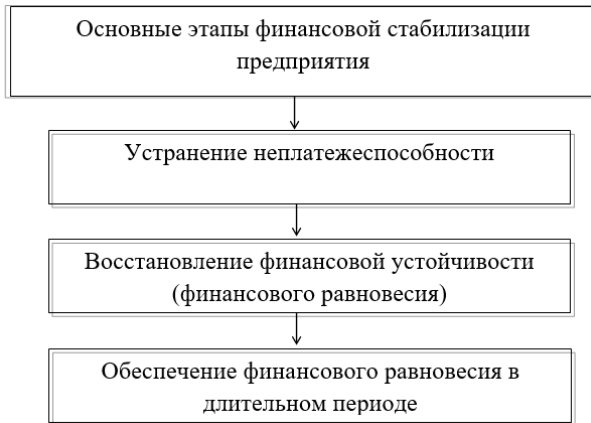 Основные этапы финансовой стабилизации
предприятия
Устранение неплатежеспособности
Восстановление финансовой устойчивости
(финансового равновесия)
Обеспечение финансового равновесия в
длительном периоде